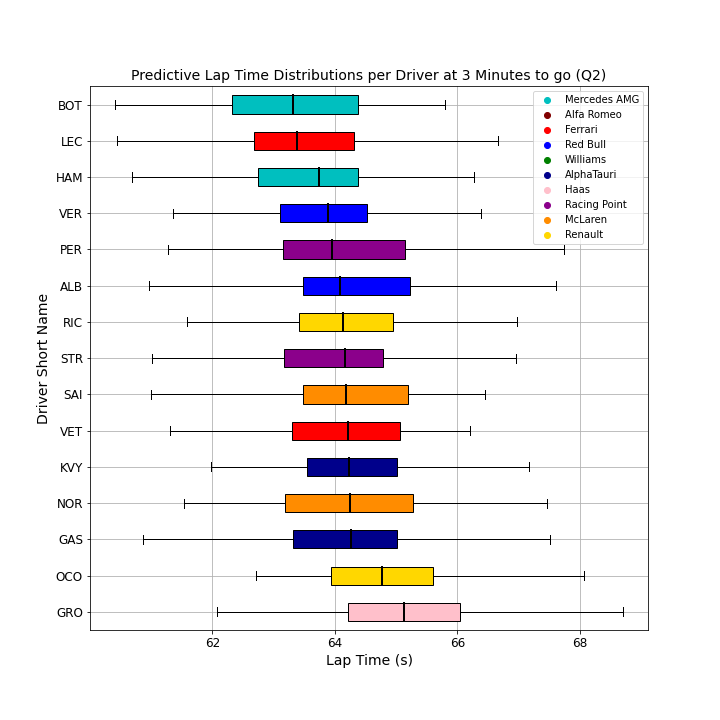 Predictive Lap Time Distributions per Driver at 3 Minutes to go (Q2)
Mercedes AMG
Alfa Romeo
Ferrari
Red Bull
Williams
AlphaTauri
Haas
Racing Point
McLaren
Renault
Driver Short Name
BOT
LEC
HAM
VER
PER
ALB
RIC
STR
SAI
VET
KVY
NOR
GAS
OCO
GRO
62 64 66 68
Lap Time (s)